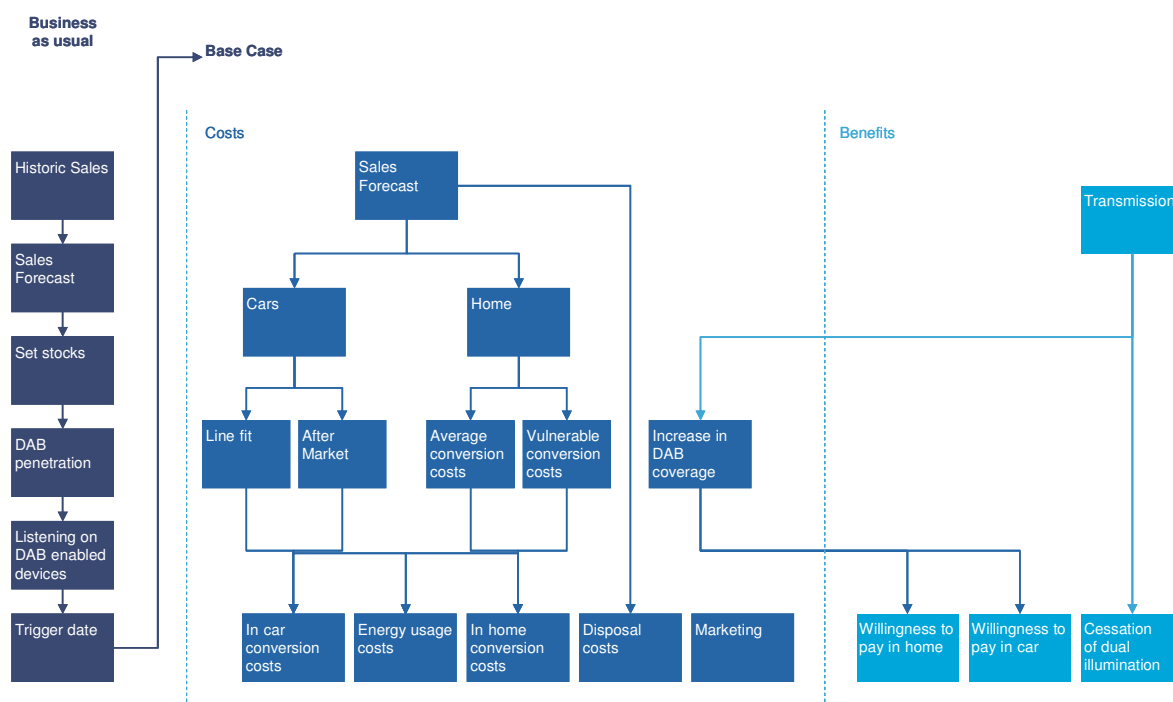 Business
as usual
Base Case
Costs
Benefits
Historic Sales
Sales
Forecast
Transmission
Sales
Forecast
Cars
Home
Set stocks
Line fit
After
Market
Average
conversion
costs
Vulnerable
conversion
costs
Increase in
DAB
coverage
DAB
penetration
Listening on
DAB enabled
devices
Trigger date
In car
conversion
costs
Energy usage
costs
In home
conversion
costs
Disposal
costs
Marketing
Willingness to
pay in home
Willingness to
pay in car
Cessation
of dual
illumination